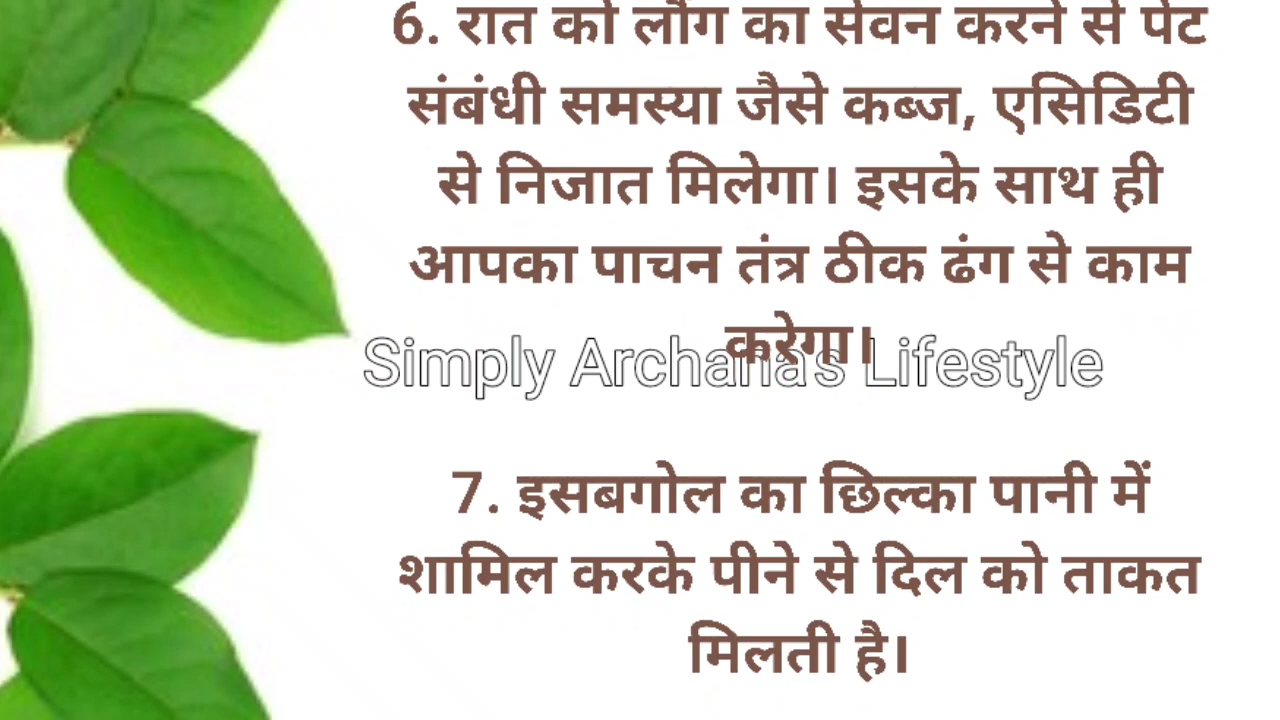 6. रात को लौंग का सेवन करने से पेट
संबंधी समस्या जैसे कब्ज, एसिडिटी
से निजात मिलेगा। इसके साथ ही
आपका पाचन तंत्र ठीक ढंग से काम
करेगा।
Simply Archana's Lifestyle
7. इसबगोल का छिल्का पानी में
शामिल करके पीने से दिल को ताकत
मिलती है।